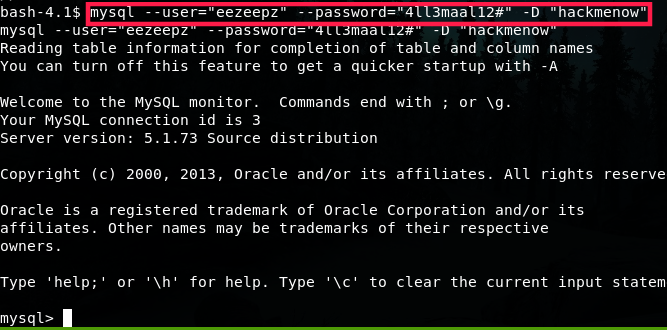 bash-4.1$ mysql --user="eezeepz" --password="4ll3maal12#" -D "hackmenow"
mysql --user="eezeepz" --password="4ll3maal12#" -D "hackmenow"
Reading table information for completion of table and column names
You can turn off this feature to get a quicker startup with -A
Welcome to the MySQL monitor.  Commands end with ; or \g.
Your MySQL connection id is 3
Server version: 5.1.73 Source distribution
Copyright (c) 2000, 2013, Oracle and/or its affiliates. All rights reserve
Oracle is a registered trademark of Oracle Corporation and/or its
affiliates. Other names may be trademarks of their respective
owners.
Type 'help;' or '\h' for help. Type '\c' to clear the current input statem
mysql>